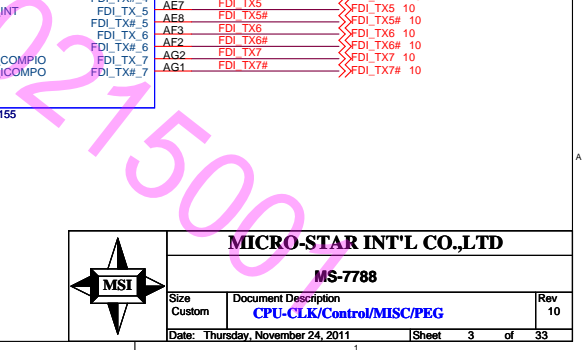 INT FDI_TX_5 AE7 FDI_TX5 FDI_TX5 10
FDI_TX#_5 AE8 FDI_TX5# FDI_TX5# 10
FDI_TX_6 AF3 FDI_TX6 FDI_TX6 10
FDI_TX#_6 AF2 FDI_TX6# FDI_TX6# 10
COMPIO FDI_TX_7 AG2 FDI_TX7 FDI_TX7 10
ICOMPO FDI_TX#_7 AG1 FDI_TX7# FDI_TX7# 10
155
0215001
A
MSI
MICRO-STAR INT'L CO.,LTD
MS-7788
Size Document Description Rev
Custom CPU-CLK/Control/MISC/PEG 10
Date: Thursday, November 24, 2011 Sheet 3 of 33
1